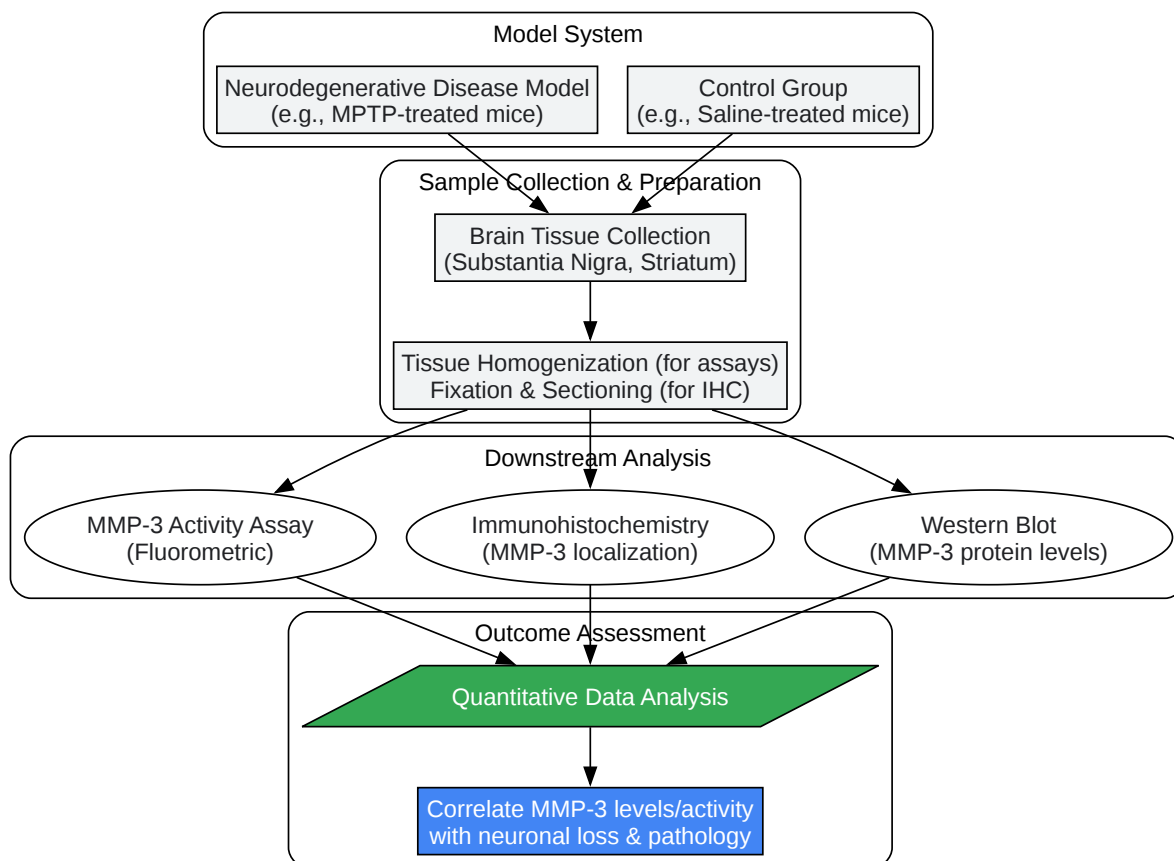 Model System
Neurodegenerative Disease Model
(e.g., MPTP-treated mice)
Control Group
(e.g., Saline-treated mice)
Sample Collection & Preparation
Brain Tissue Collection
(Substantia Nigra, Striatum)
Tissue Homogenization (for assays)
Fixation & Sectioning (for IHC)
Downstream Analysis
MMP-3 Activity Assay
(Fluorometric)
Immunohistochemistry
(MMP-3 localization)
Western Blot
(MMP-3 protein levels)
Outcome Assessment
Quantitative Data Analysis
Correlate MMP-3 levels/activity
with neuronal loss & pathology